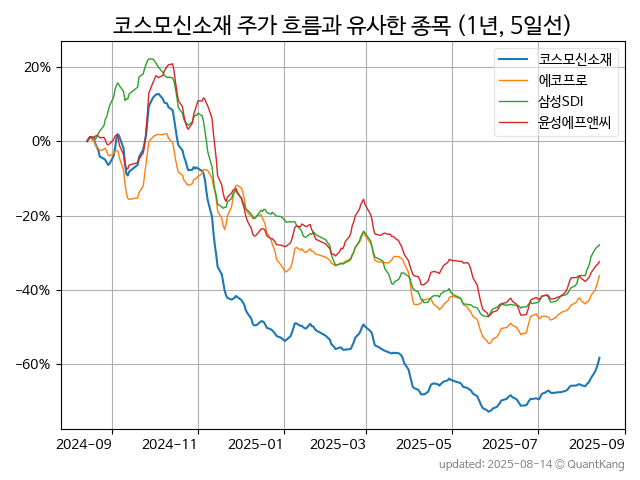 코스모신소재 주가 흐름과 유사한 종목 (1년, 5일선)
코스모신소재
에코프로
삼성SDI
윤성에프앤씨
20%
0%
−20%
−40%
−60%
2024-09
2024-11
2025-01
2025-03
2025-05
2025-07
2025-09
updated: 2025-08-14 © QuantKang